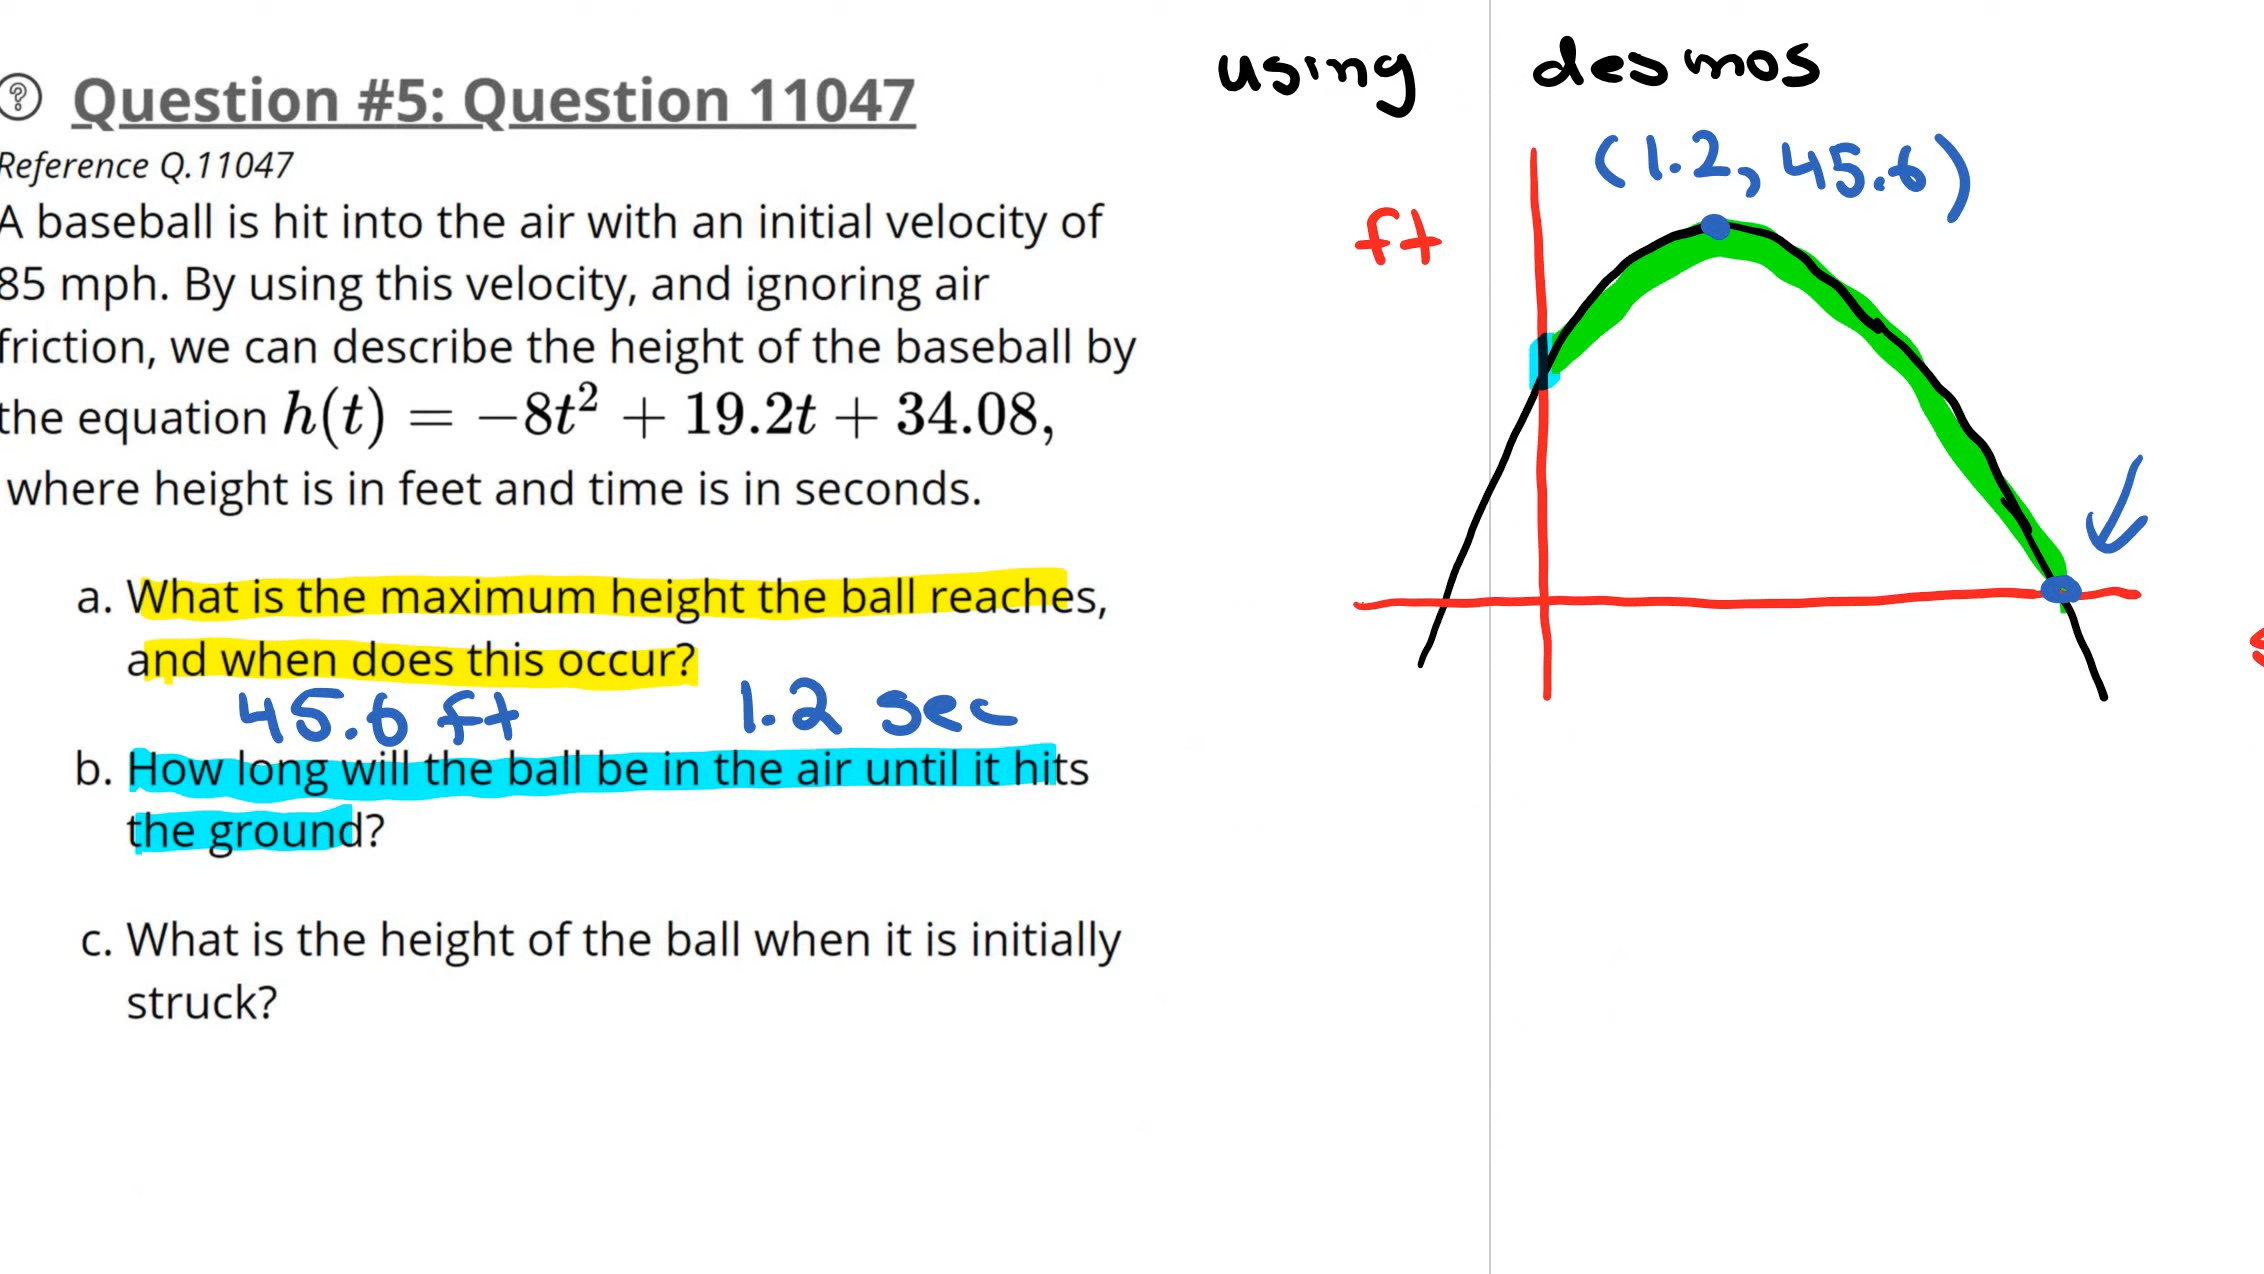 Question #5: Question 11047
Reference Q.11047
A baseball is hit into the air with an initial velocity of
85 mph. By using this velocity, and ignoring air
friction, we can describe the height of the baseball by
the equation h(t) = −8t² + 19.2t + 34.08,
where height is in feet and time is in seconds.
a. What is the maximum height the ball reaches,
and when does this occur?
45.6 ft 1.2 sec
b. How long will the ball be in the air until it hits
the ground?
c. What is the height of the ball when it is initially
struck?
using desmos
(1.2, 45.6)
ft